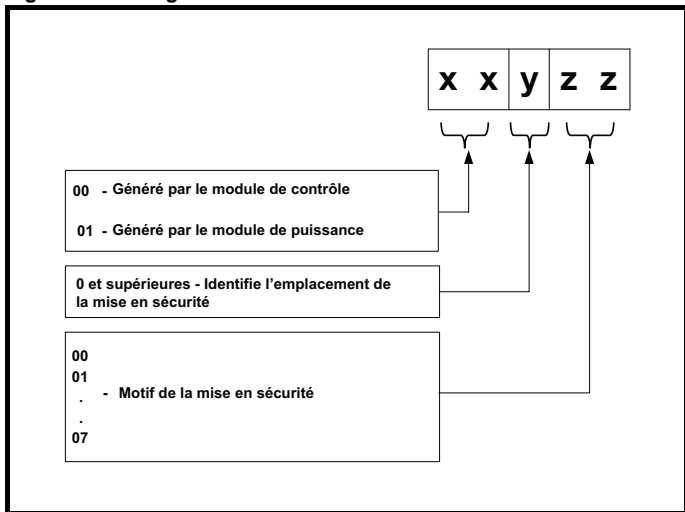 x x y z z
00 - Généré par le module de contrôle
01 - Généré par le module de puissance
0 et supérieures - Identifie l'emplacement de
la mise en sécurité
00
01
.
- Motif de la mise en sécurité
.
07